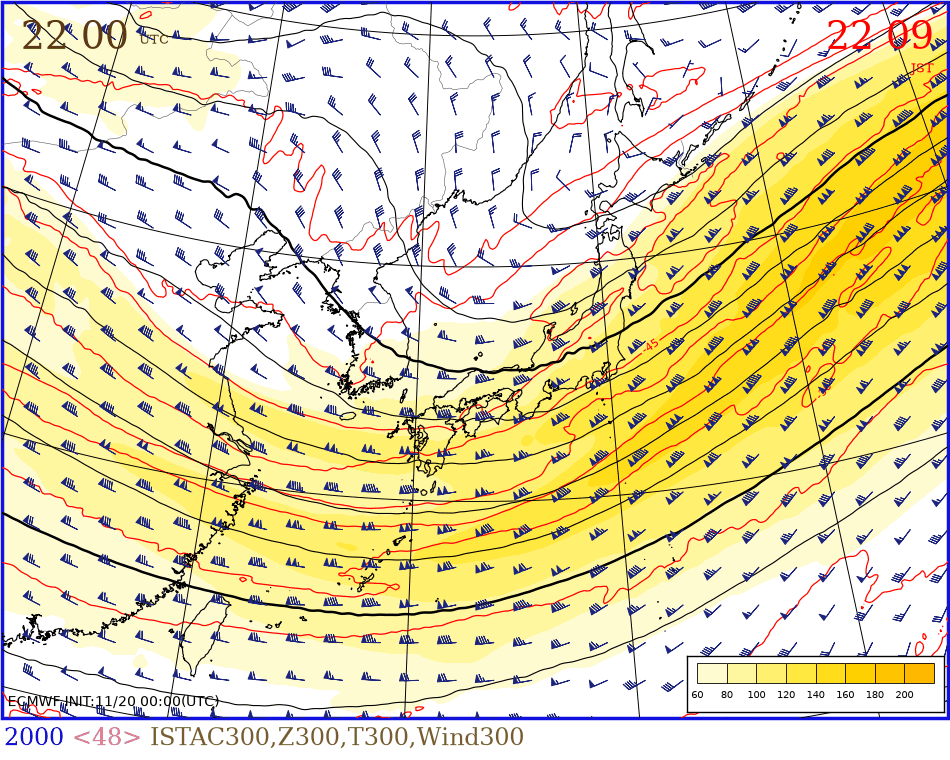 22 00 UTC
22 09 JST
-45
60 80 100 120 140 160 180 200
ECMWF INIT:11/20 00:00(UTC)
2000 <48> ISTAC300,Z300,T300,Wind300